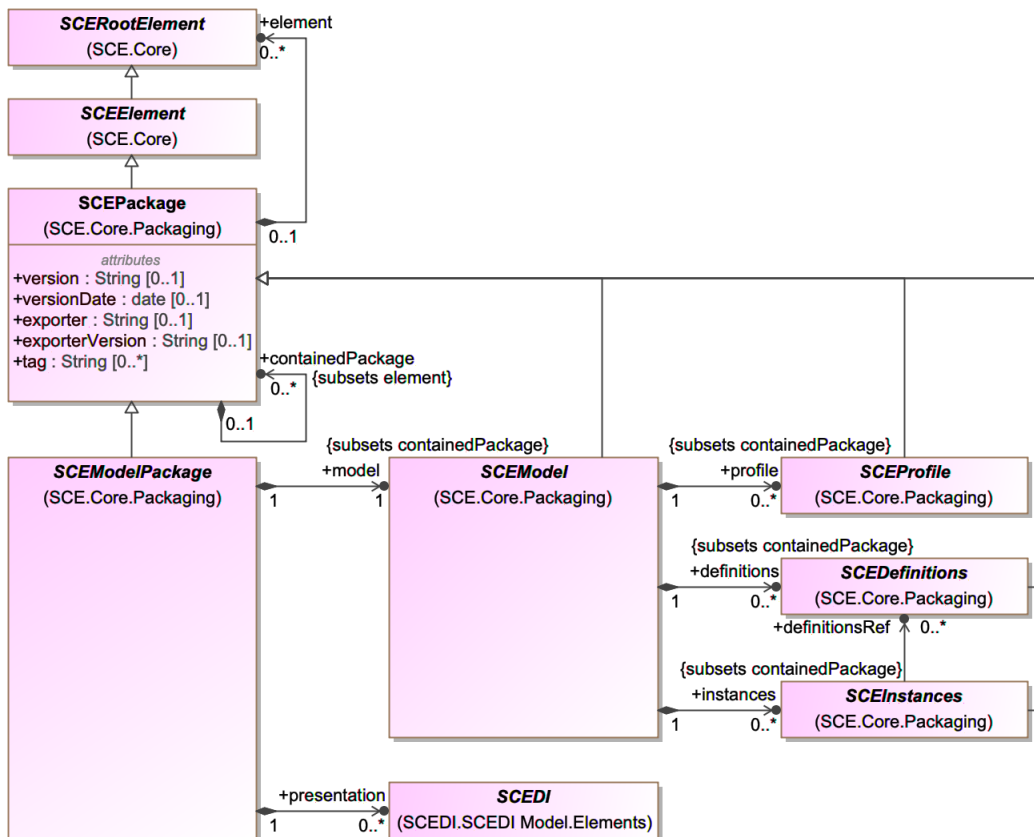 SCERootElement
(SCE.Core)
+element
0..*
SCEElement
(SCE.Core)
SCEPackage
(SCE.Core.Packaging)
0..1
attributes
+version : String [0..1]
+versionDate : date [0..1]
+exporter : String [0..1]
+exporterVersion : String [0..1]
+tag : String [0..*]
+containedPackage
0..*
{subsets element}
0..1
SCEModelPackage
(SCE.Core.Packaging)
{subsets containedPackage}
+model
1
1
SCEModel
(SCE.Core.Packaging)
{subsets containedPackage}
+profile
1
0..*
SCEProfile
(SCE.Core.Packaging)
{subsets containedPackage}
+definitions
1
0..*
SCEDefinitions
(SCE.Core.Packaging)
+definitionsRef
0..*
{subsets containedPackage}
+instances
1
0..*
SCEInstances
(SCE.Core.Packaging)
+presentation
1
0..*
SCEDI
(SCEDI.SCEDI Model.Elements)